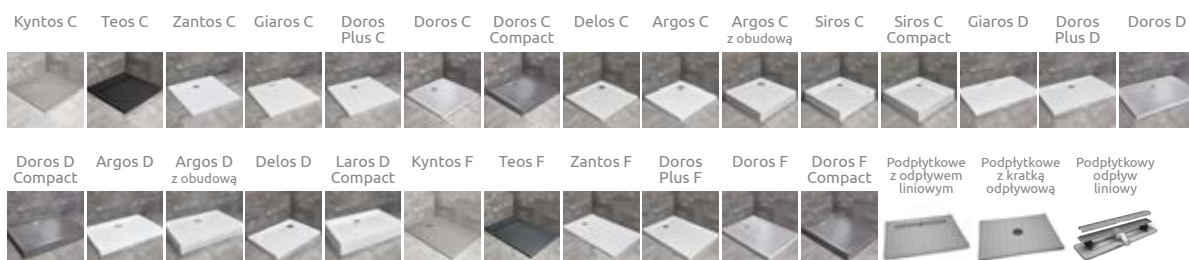 Kyntos C
Teos C
Zantos C
Giaros C
Doros
Plus C
Doros C
Doros C
Compact
Delos C
Argos C
Argos C
z obudową
Siros C
Siros C
Compact
Giaros D
Doros
Plus D
Doros D
Doros D
Compact
Argos D
Argos D
z obudową
Delos D
Laros D
Compact
Kyntos F
Teos F
Zantos F
Doros
Plus F
Doros F
Doros F
Compact
Podpłytkowe
z odpływem
liniowym
Podpłytkowe
z kratką
odpływową
Podpłytkowy
odpływ
liniowy